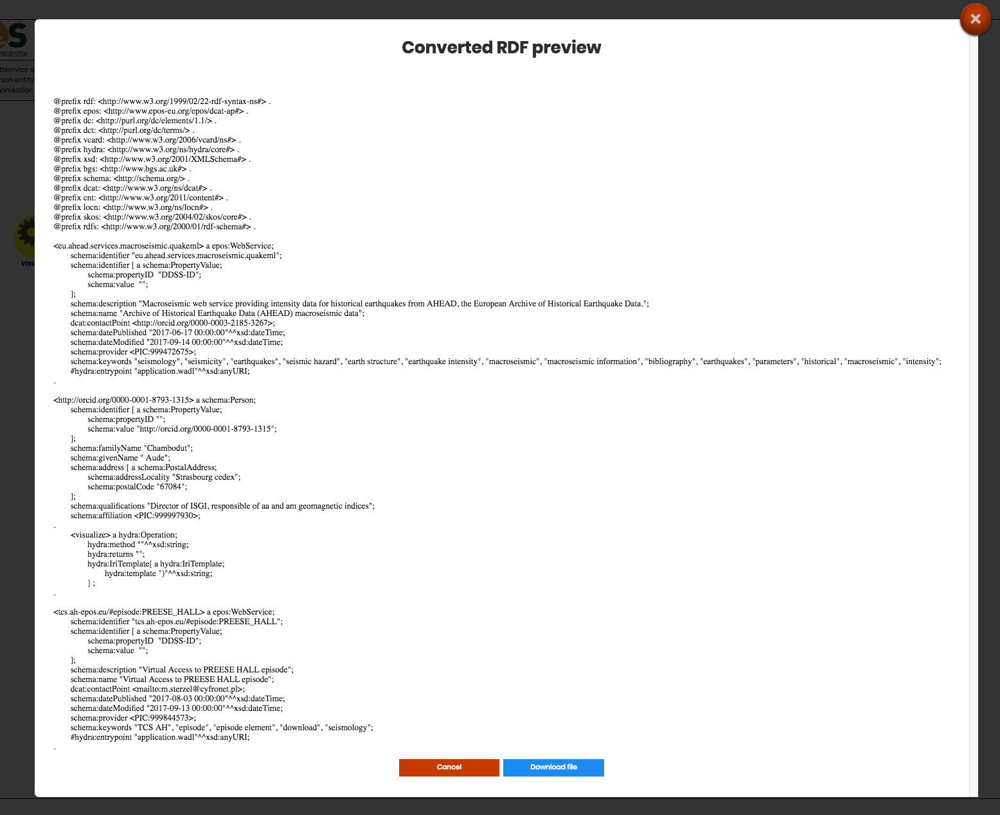 S
INGSYSTEM
bservice e
rson entity
ganisation
visu
Converted RDF preview
@prefix rdf: <http://www.w3.org/1999/02/22-rdf-syntax-ns#> .
@prefix epos: <http://www.epos-eu.org/epos/dcat-ap#> .
@prefix dc: <http://purl.org/dc/elements/1.1/> .
@prefix dct: <http://purl.org/dc/terms/> .
@prefix vcard: <http://www.w3.org/2006/vcard/ns#> .
@prefix hydra: <http://www.w3.org/ns/hydra/core#> .
@prefix xsd: <http://www.w3.org/2001/XMLSchema#> .
@prefix bgs: <http://www.bgs.ac.uk#> .
@prefix schema: <http://schema.org/> .
@prefix dcat: <http://www.w3.org/ns/dcat#> .
@prefix cnt: <http://www.w3.org/2011/content#> .
@prefix locn: <http://www.w3.org/ns/locn#> .
@prefix skos: <http://www.w3.org/2004/02/skos/core#> .
@prefix rdfs: <http://www.w3.org/2000/01/rdf-schema#> .
<eu.ahead.services.macroseismic.quakeml> a epos:WebService;
schema:identifier "eu.ahead.services.macroseismic.quakeml";
schema:identifier [ a schema:PropertyValue;
schema:propertyID  "DDSS-ID";
schema:value  "";
];
schema:description "Macroseismic web service providing intensity data for historical earthquakes from AHEAD, the European Archive of Historical Earthquake Data.";
schema:name "Archive of Historical Earthquake Data (AHEAD) macroseismic data";
dcat:contactPoint <http://orcid.org/0000-0003-2185-3267>;
schema:datePublished "2017-06-17 00:00:00"^^xsd:dateTime;
schema:dateModified "2017-09-14 00:00:00"^^xsd:dateTime;
schema:provider <PIC:999472675>;
schema:keywords "seismology", "seismicity", "earthquakes", "seismic hazard", "earth structure", "earthquake intensity", "macroseismic", "macroseismic information", "bibliography", "earthquakes", "parameters", "historical", "macroseismic", "intensity";
#hydra:entrypoint "application.wadl"^^xsd:anyURI;
.
<http://orcid.org/0000-0001-8793-1315> a schema:Person;
schema:identifier [ a schema:PropertyValue;
schema:propertyID "";
schema:value "http://orcid.org/0000-0001-8793-1315";
];
schema:familyName "Chambodut";
schema:givenName " Aude";
schema:address [ a schema:PostalAddress;
schema:addressLocality "Strasbourg cedex";
schema:postalCode "67084";
];
schema:qualifications "Director of ISGI, responsible of aa and am geomagnetic indices";
schema:affiliation <PIC:999997930>;
.
<visualize> a hydra:Operation;
hydra:method ""^^xsd:string;
hydra:returns "";
hydra:IriTemplate[ a hydra:IriTemplate;
hydra:template ")"^^xsd:string;
] ;
.
<tcs.ah-epos.eu/#episode:PREESE_HALL> a epos:WebService;
schema:identifier "tcs.ah-epos.eu/#episode:PREESE_HALL";
schema:identifier [ a schema:PropertyValue;
schema:propertyID  "DDSS-ID";
schema:value  "";
];
schema:description "Virtual Access to PREESE HALL episode";
schema:name "Virtual Access to PREESE HALL episode";
dcat:contactPoint <mailto:m.sterzel@cyfronet.pl>;
schema:datePublished "2017-08-03 00:00:00"^^xsd:dateTime;
schema:dateModified "2017-09-13 00:00:00"^^xsd:dateTime;
schema:provider <PIC:999844573>;
schema:keywords "TCS AH", "episode", "episode element", "download", "seismology";
#hydra:entrypoint "application.wadl"^^xsd:anyURI;
.
Cancel
Download file